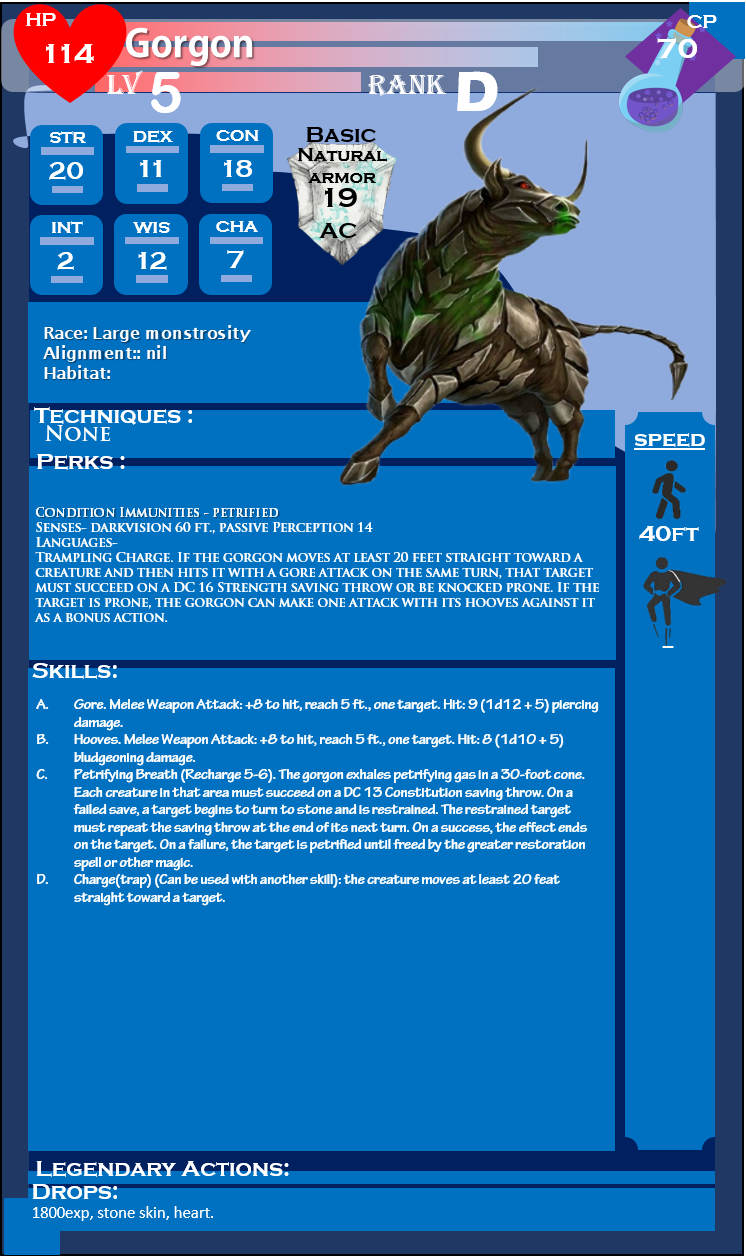 HP
114
Gorgon
CP
70
LV 5
RANK D
STR
20
DEX
11
CON
18
INT
2
WIS
12
CHA
7
BASIC
NATURAL
ARMOR
19
AC
Race: Large monstrosity
Alignment:: nil
Habitat:
TECHNIQUES :
NONE
PERKS :
CONDITION IMMUNITIES - PETRIFIED
SENSES- DARKVISION 60 FT., PASSIVE PERCEPTION 14
LANGUAGES-
TRAMPLING CHARGE. IF THE GORGON MOVES AT LEAST 20 FEET STRAIGHT TOWARD A
CREATURE AND THEN HITS IT WITH A GORE ATTACK ON THE SAME TURN, THAT TARGET
MUST SUCCEED ON A DC 16 STRENGTH SAVING THROW OR BE KNOCKED PRONE. IF THE
TARGET IS PRONE, THE GORGON CAN MAKE ONE ATTACK WITH ITS HOOVES AGAINST IT
AS A BONUS ACTION.
SPEED
40FT
SKILLS:
A. Gore. Melee Weapon Attack: +8 to hit, reach 5 ft., one target. Hit: 9 (1d12 + 5) piercing
damage.
B. Hooves. Melee Weapon Attack: +8 to hit, reach 5 ft., one target. Hit: 8 (1d10 + 5)
bludgeoning damage.
C. Petrifying Breath (Recharge 5-6). The gorgon exhales petrifying gas in a 30-foot cone.
Each creature in that area must succeed on a DC 13 Constitution saving throw. On a
failed save, a target begins to turn to stone and is restrained. The restrained target
must repeat the saving throw at the end of its next turn. On a success, the effect ends
on the target. On a failure, the target is petrified until freed by the greater restoration
spell or other magic.
D. Charge(trap) (Can be used with another skill): the creature moves at least 20 feat
straight toward a target.
LEGENDARY ACTIONS:
DROPS:
1800exp, stone skin, heart.